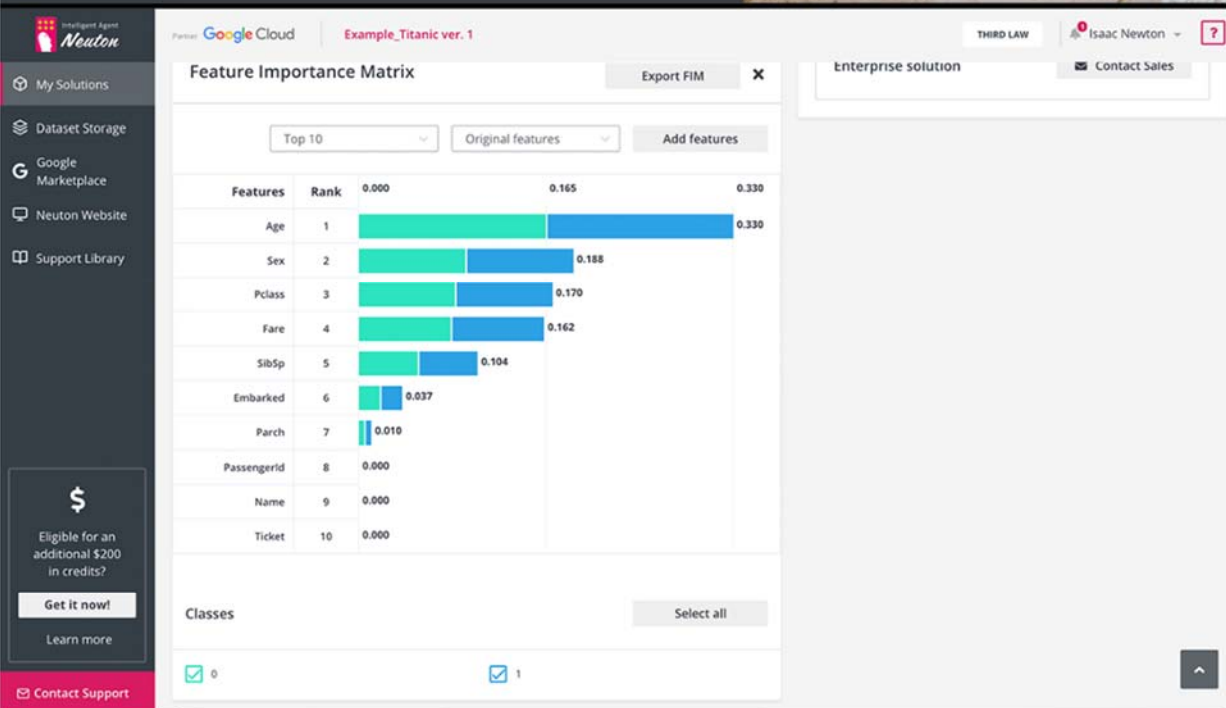 Intelligent Agent
Neuton
Partner Google Cloud
Example_Titanic ver. 1
THIRD LAW
Isaac Newton
?
My Solutions
Dataset Storage
Google
Marketplace
Neuton Website
Support Library
$
Eligible for an
additional $200
in credits?
Get it now!
Learn more
Contact Support
Feature Importance Matrix
Export FIM
Top 10
Original features
Add features
Features Rank 0.000 0.165 0.330
Age 1 0.330
Sex 2 0.188
Pclass 3 0.170
Fare 4 0.162
SibSp 5 0.104
Embarked 6 0.037
Parch 7 0.010
PassengerId 8 0.000
Name 9 0.000
Ticket 10 0.000
Classes
Select all
0
1
Enterprise solution
Contact Sales